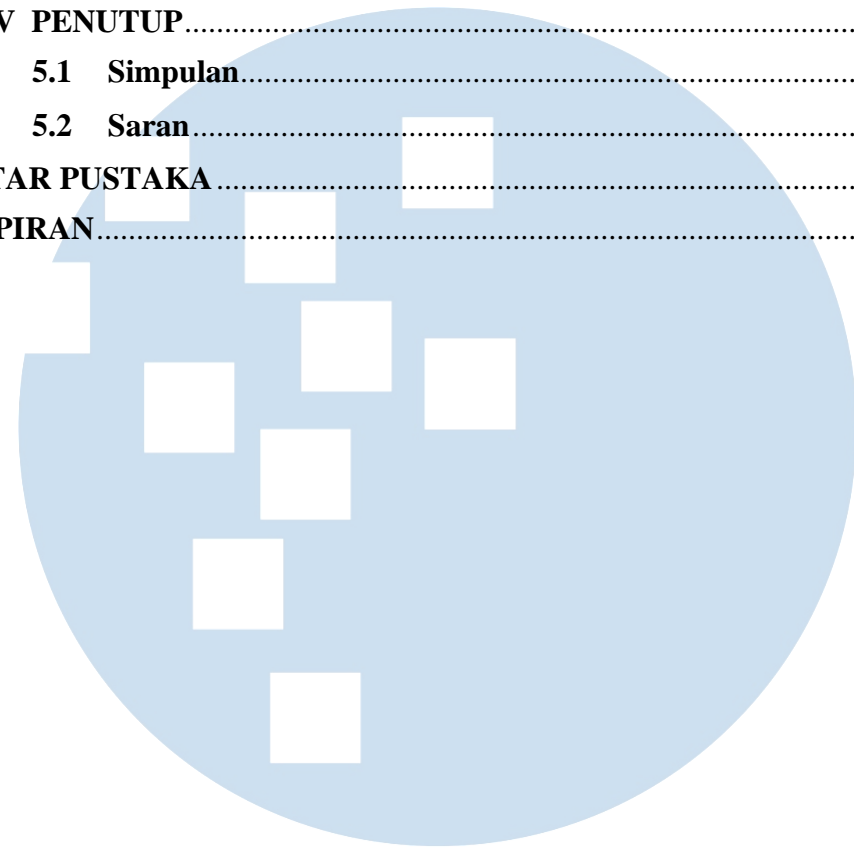 V PENUTUP........................................................................................
5.1 Simpulan........................................................................................
5.2 Saran........................................................................................
TAR PUSTAKA........................................................................................
PIRAN........................................................................................